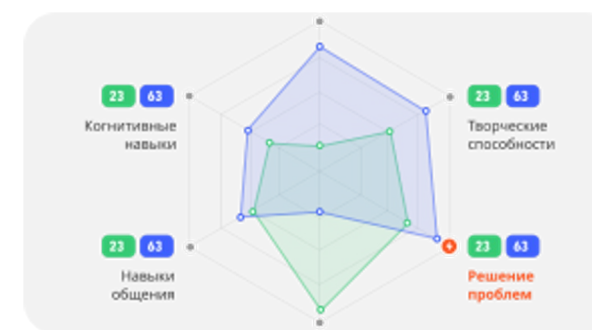 23 63
Когнитивные
навыки
23 63
Творческие
способности
23 63
Навыки
общения
23 63
Решение
проблем